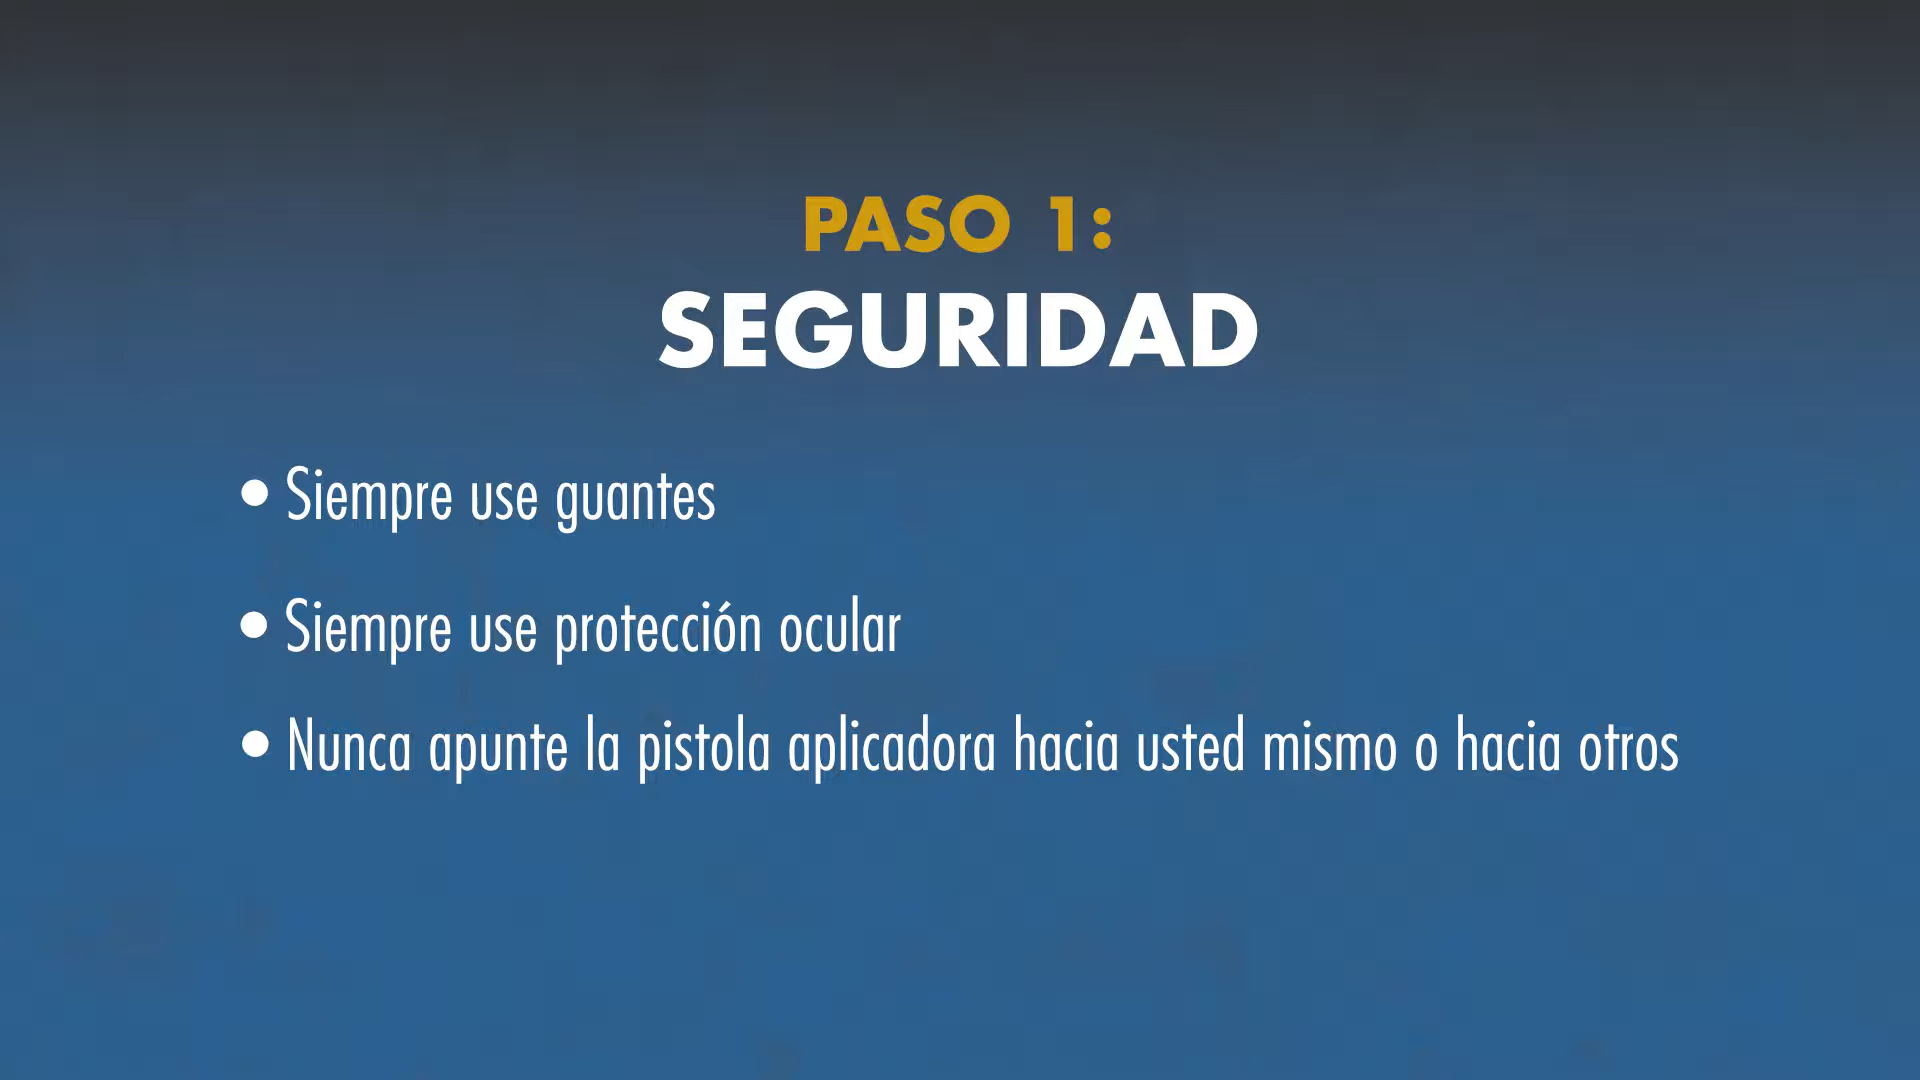 PASO 1:
SEGURIDAD
• Siempre use guantes
• Siempre use protección ocular
• Nunca apunte la pistola aplicadora hacia usted mismo o hacia otros